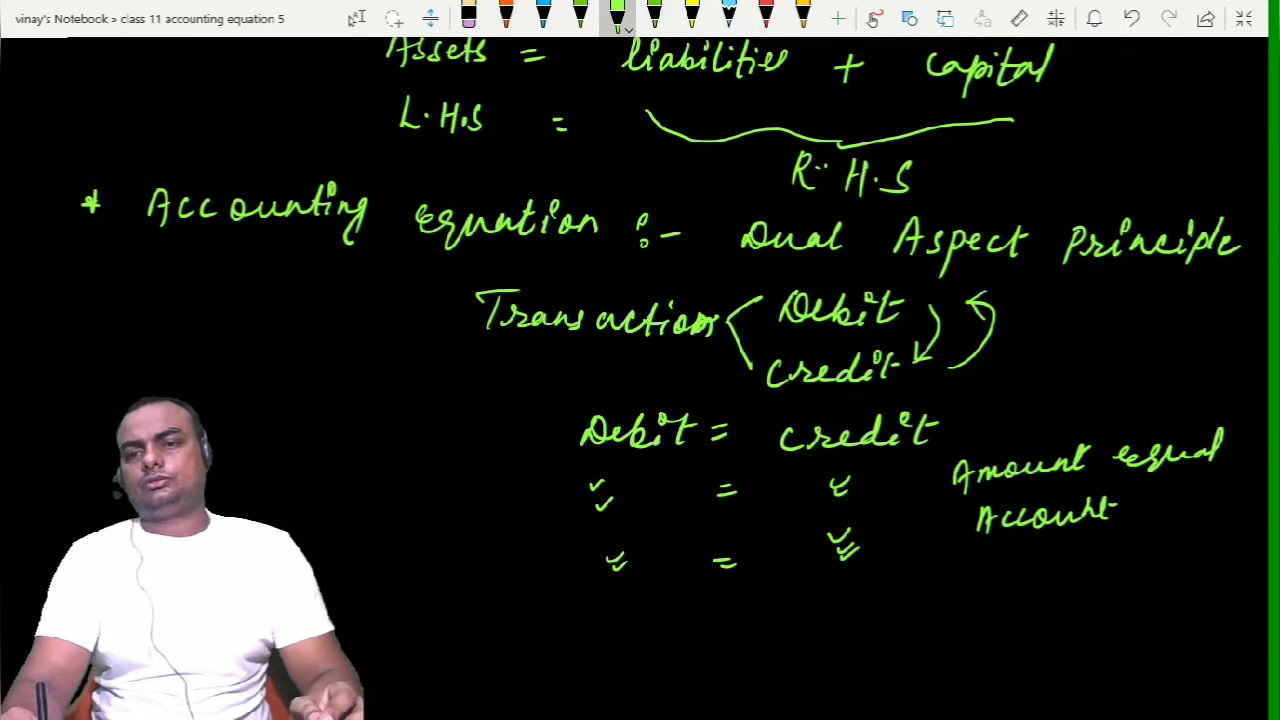 vinay's Notebook > class 11 accounting equation 5
Assets = liabilities + capital
L.H.S =
R.H.S
* Accounting Equation :- Dual Aspect Principle
Transaction Debit
credit
Debit = credit
= Amount equal
Account
=